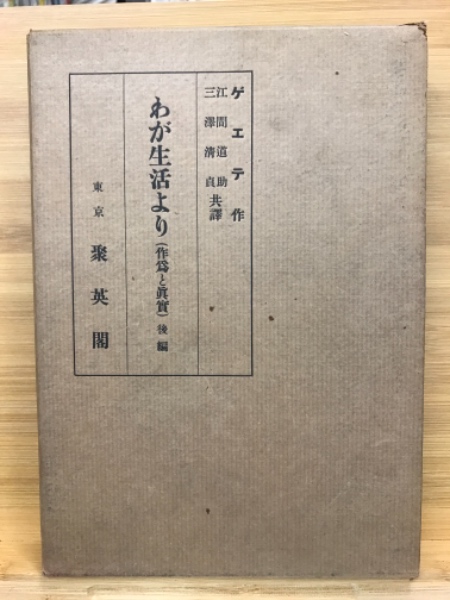 ゲエテ作
江間道助
三澤淸貞共譯
わが生活より(作爲と眞實)後編
東京 聚英閣